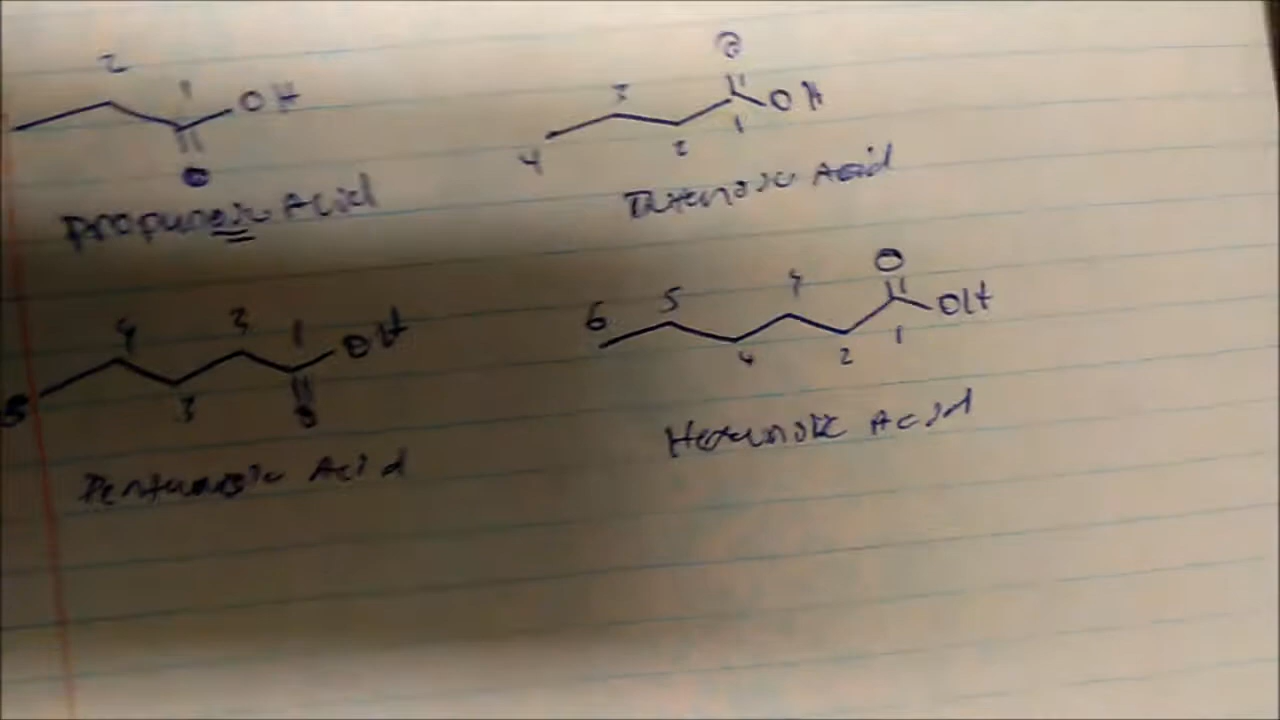 2 1 OH
O
Propanoic Acid
O
4 3 2 1 OH
Butanoic Acid
4 3 1 OH
5 3 O
Pentanoic Acid
O
6 5 4 2 1 OH
Hexanoic Acid